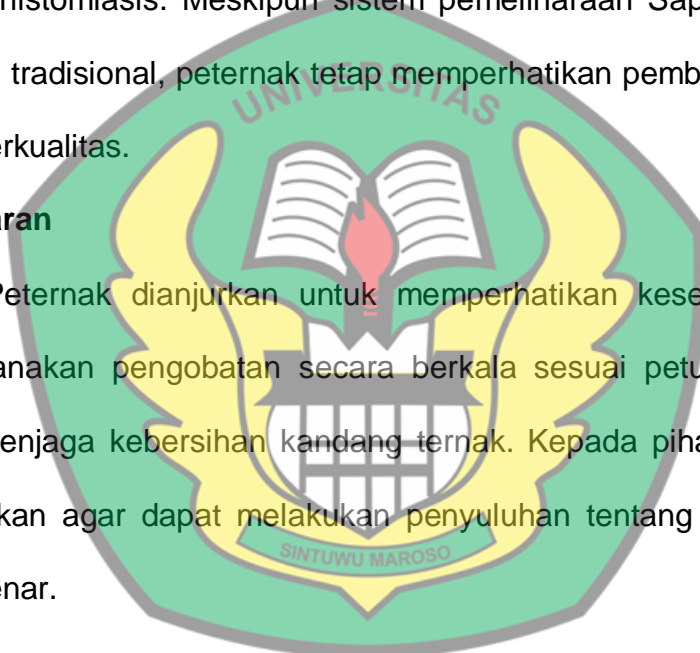 histomiasis. Meskipun sistem pemeliharaan Sap
tradisional, peternak tetap memperhatikan pemb
UNIVERSITAS
erkualitas.
aran
Peternak dianjurkan untuk memperhatikan kese
anakan pengobatan secara berkala sesuai petu
enjaga kebersihan kandang ternak. Kepada piha
kan agar dapat melakukan penyuluhan tentang
SINTUWU MAROSO
enar.